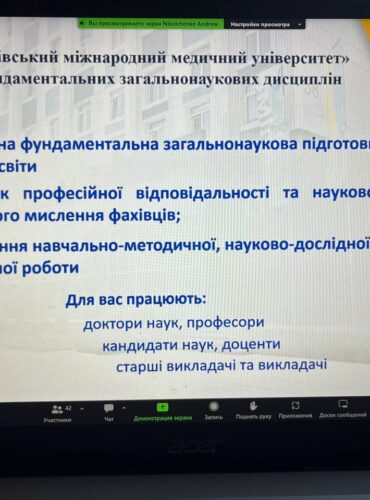 Вы просматриваете экран Nikolchenko Andrew Настройки просмотра
івський міжнародний медичний університет»
ндаментальних загальнонаукових дисциплін
на фундаментальна загальнонаукова підготов
світи
к професійної відповідальності та науково
ого мислення фахівців;
ння навчально-методичної, науково-дослідної
ної роботи
Для вас працюють:
доктори наук, професори
кандидати наук, доценти
старші викладачі та викладачі
42
Участники Чат Демонстрация экрана Запись Поднять руку Приложения Доски сообщений
acer